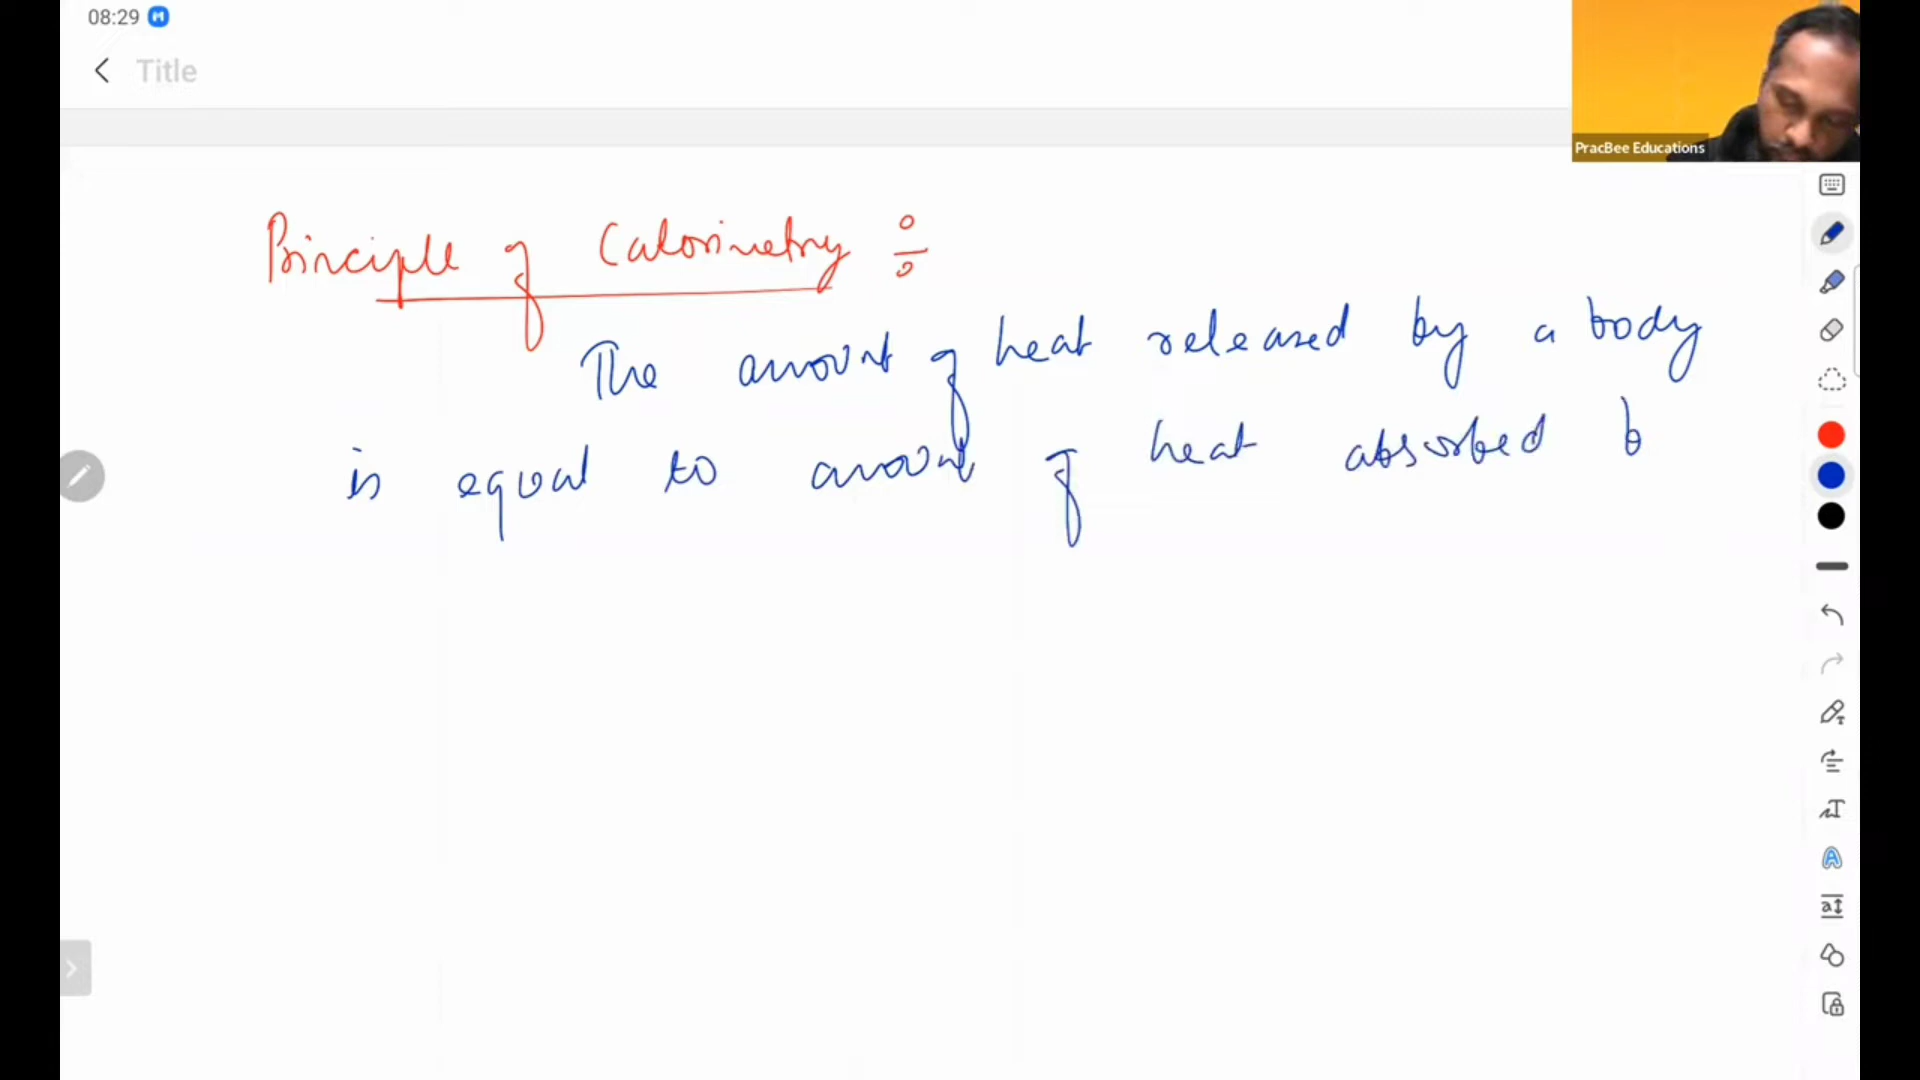 08:29
Title
PracBee Educations
Principle of Calorimetry ÷
The amount of heat released by a body
is equal to amount of heat absorbed b